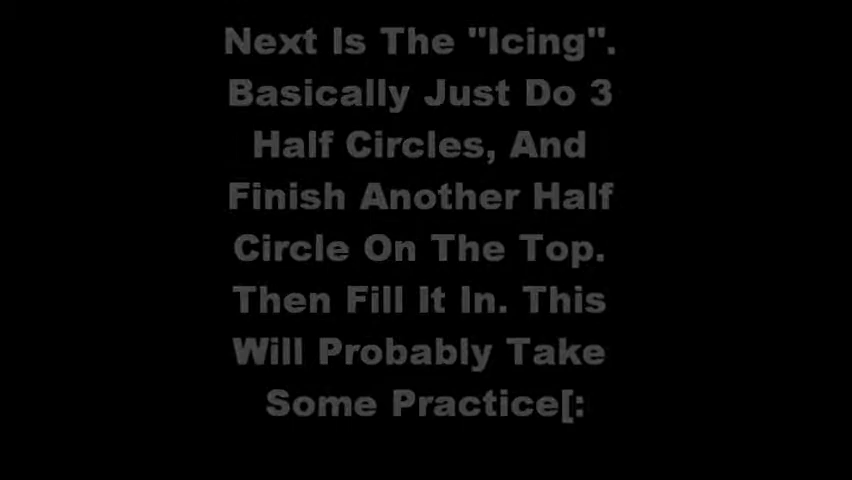 Next Is The "Icing".
Basically Just Do 3
Half Circles, And
Finish Another Half
Circle On The Top.
Then Fill It In. This
Will Probably Take
Some Practice[: